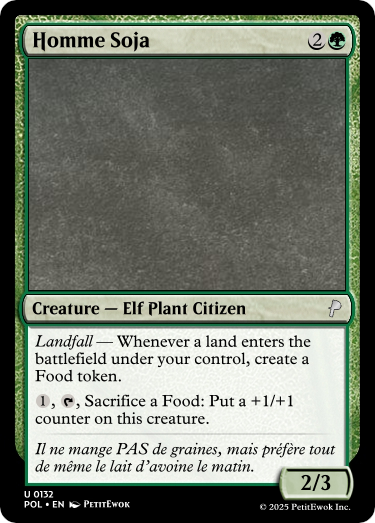 Homme Soja 2
Creature — Elf Plant Citizen
Landfall — Whenever a land enters the
battlefield under your control, create a
Food token.
1, , Sacrifice a Food: Put a +1/+1
counter on this creature.
Il ne mange PAS de graines, mais préfère tout
de même le lait d'avoine le matin.
2/3
U 0132
POL • EN PetitEwok
© 2025 PetitEwok Inc.